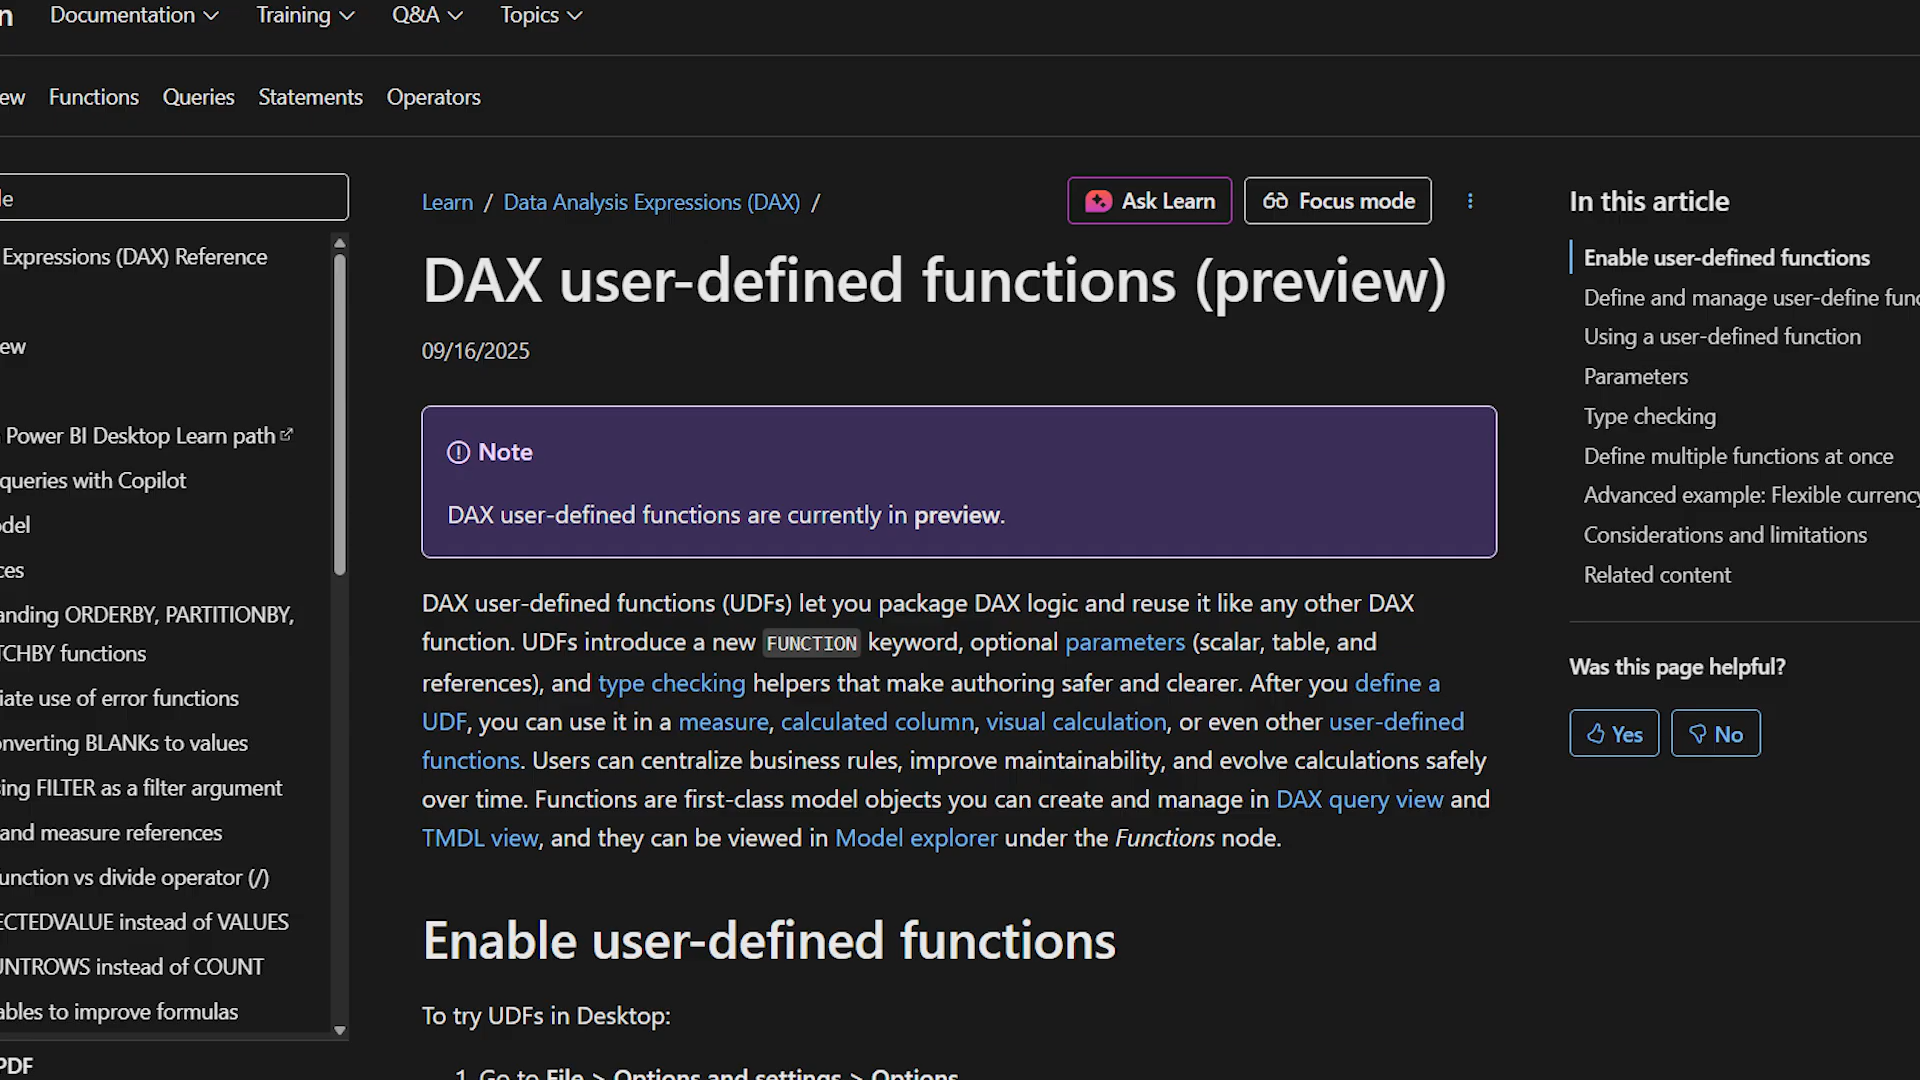 n Documentation Training Q&A Topics
ew Functions Queries Statements Operators
le
Expressions (DAX) Reference
ew
Power BI Desktop Learn path
queries with Copilot
odel
ces
anding ORDERBY, PARTITIONBY,
TCHBY functions
iate use of error functions
onverting BLANKs to values
sing FILTER as a filter argument
and measure references
unction vs divide operator (/)
ECTEDVALUE instead of VALUES
UNTROWS instead of COUNT
ables to improve formulas
PDF
Learn / Data Analysis Expressions (DAX) /
Ask Learn
Focus mode
DAX user-defined functions (preview)
09/16/2025
Note
DAX user-defined functions are currently in preview.
DAX user-defined functions (UDFs) let you package DAX logic and reuse it like any other DAX
function. UDFs introduce a new FUNCTION keyword, optional parameters (scalar, table, and
references), and type checking helpers that make authoring safer and clearer. After you define a
UDF, you can use it in a measure, calculated column, visual calculation, or even other user-defined
functions. Users can centralize business rules, improve maintainability, and evolve calculations safely
over time. Functions are first-class model objects you can create and manage in DAX query view and
TMDL view, and they can be viewed in Model explorer under the Functions node.
Enable user-defined functions
To try UDFs in Desktop:
1. Go to File > Options and settings > Options
In this article
Enable user-defined functions
Define and manage user-define func
Using a user-defined function
Parameters
Type checking
Define multiple functions at once
Advanced example: Flexible currency
Considerations and limitations
Related content
Was this page helpful?
Yes
No